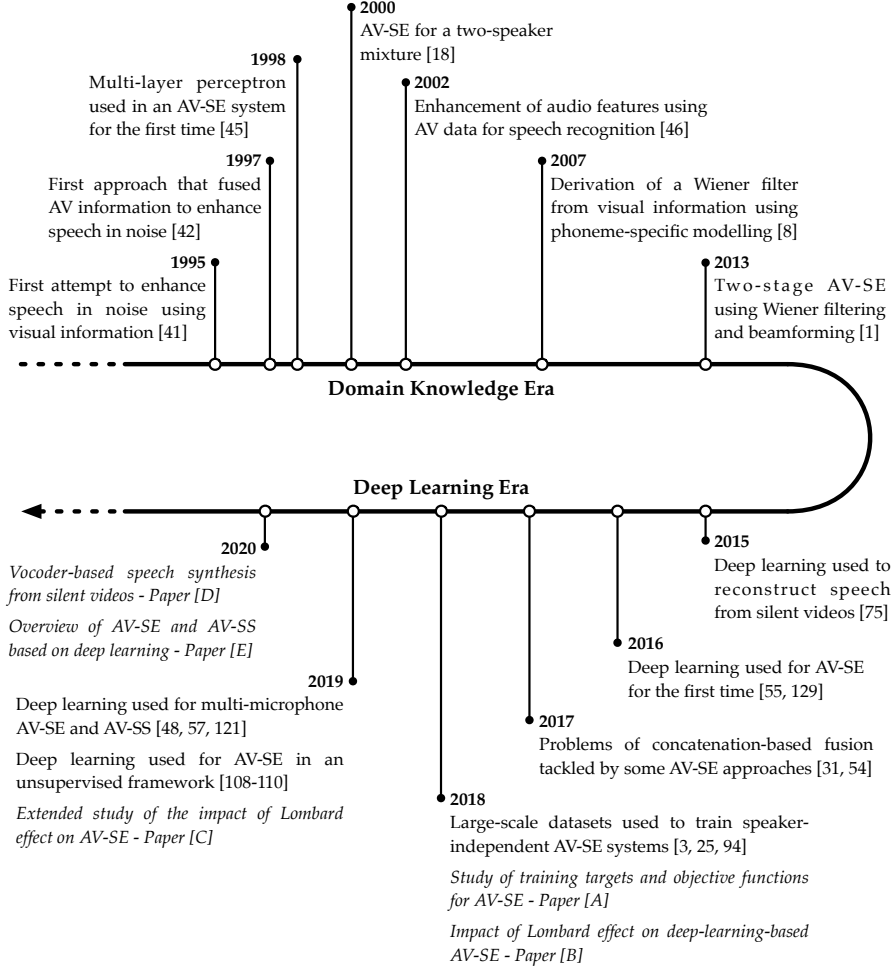 2000
AV-SE for a two-speaker
mixture [18]
1998
Multi-layer perceptron
used in an AV-SE system
for the first time [45]
2002
Enhancement of audio features using
AV data for speech recognition [46]
1997
First approach that fused
AV information to enhance
speech in noise [42]
2007
Derivation of a Wiener filter
from visual information using
phoneme-specific modelling [8]
1995
First attempt to enhance
speech in noise using
visual information [41]
2013
Two-stage AV-SE
using Wiener filtering
and beamforming [1]
Domain Knowledge Era
Deep Learning Era
2015
Deep learning used to
reconstruct speech
from silent videos [75]
2016
Deep learning used for AV-SE
for the first time [55, 129]
2017
Problems of concatenation-based fusion
tackled by some AV-SE approaches [31, 54]
2018
Large-scale datasets used to train speaker-
independent AV-SE systems [3, 25, 94]
Study of training targets and objective functions
for AV-SE - Paper [A]
Impact of Lombard effect on deep-learning-based
AV-SE - Paper [B]
2019
Deep learning used for multi-microphone
AV-SE and AV-SS [48, 57, 121]
Deep learning used for AV-SE in an
unsupervised framework [108-110]
Extended study of the impact of Lombard
effect on AV-SE - Paper [C]
2020
Vocoder-based speech synthesis
from silent videos - Paper [D]
Overview of AV-SE and AV-SS
based on deep learning - Paper [E]